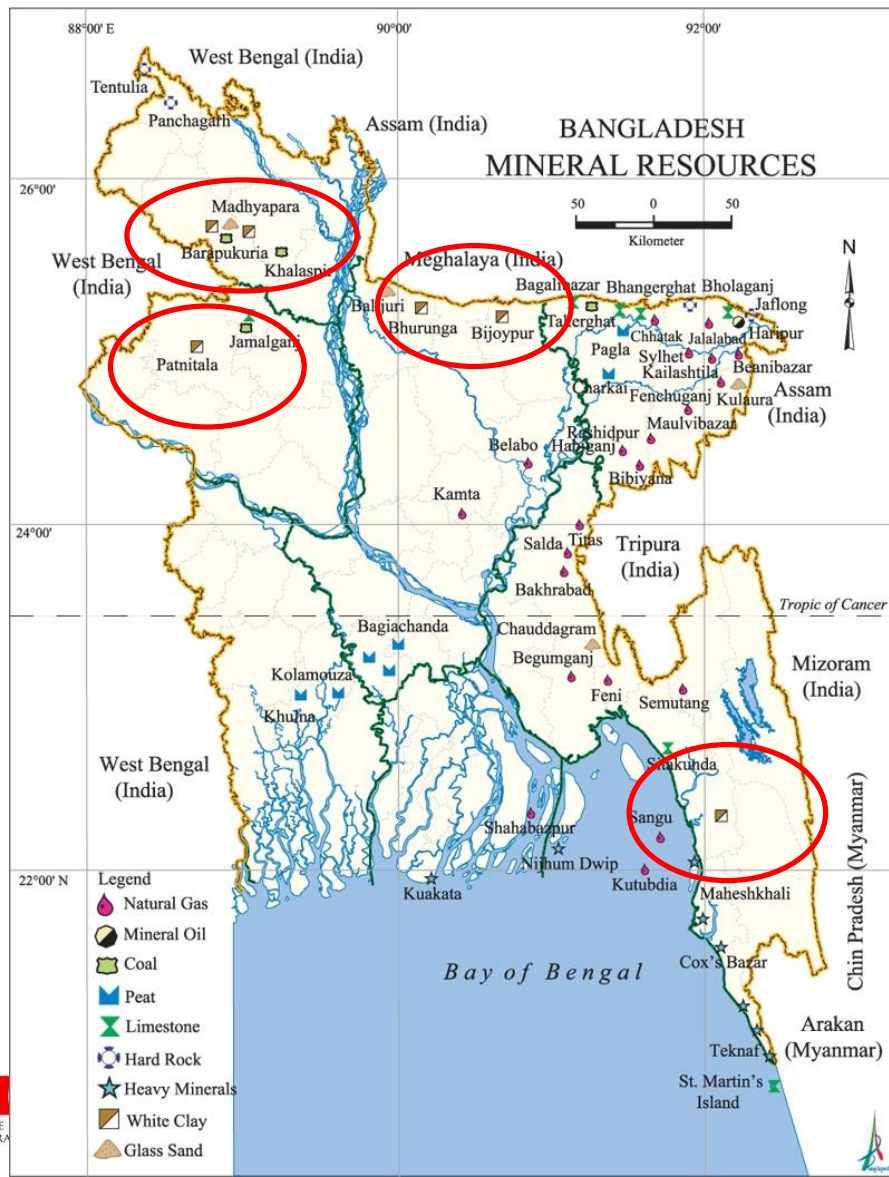 88°00' E
90°00'
92°00'
West Bengal (India)
Tentulia
Panchagarh
Assam (India)
BANGLADESH
MINERAL RESOURCES
26°00'
50
0
50
Kilometer
N
Madhyapara
Barapukuria
Khalaspir
West Bengal
(India)
Meghalaya (India)
Bagalibazar
Bhangerghat
Bholaganj
Jaflong
Balijuri
Bhurunga
Bijoypur
Takerghat
Chhatak
Jalalabad
Haripur
Jamalganj
Patnitala
Pagla
Sylhet
Beanibazar
Kailashtila
Charkai
Fenchuganj
Kulaura
Assam
(India)
Maulvibazar
Rashidpur
Habiganj
Belabo
Bibiyana
Kamta
24°00'
Salda
Titas
Tripura
(India)
Bakhrabad
Tropic of Cancer
Bagiachanda
Chauddagram
Kolamouza
Begumganj
Mizoram
(India)
Khulna
Feni
Semutang
West Bengal
(India)
Sitakunda
Shahabazpur
Sangu
Nijhum Dwip
Kutubdia
22°00' N
Kuakata
Maheshkhali
Chin Pradesh (Myanmar)
Legend
Natural Gas
Mineral Oil
Coal
Peat
Limestone
Hard Rock
Heavy Minerals
White Clay
Glass Sand
Bay of Bengal
Cox's Bazar
Arakan
(Myanmar)
Teknaf
St. Martin's
Island